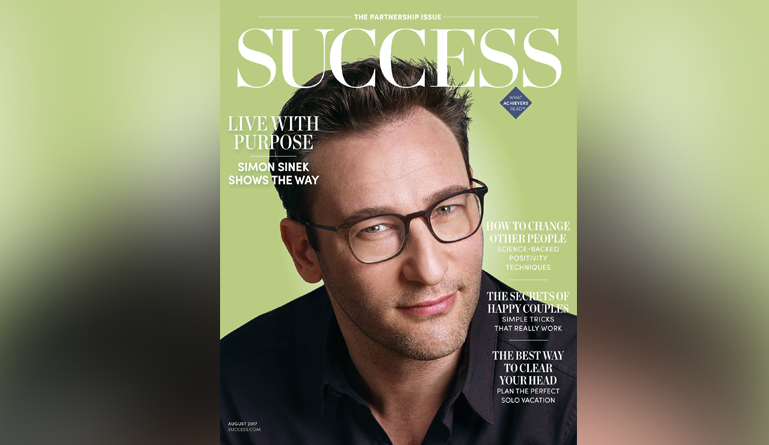 THE PARTNERSHIP ISSUE
SUCCESS
WHAT
ACHIEVERS
READ™
LIVE WITH
PURPOSE
SIMON SINEK
SHOWS THE WAY
HOW TO CHANGE
OTHER PEOPLE
SCIENCE-BACKED
POSITIVITY
TECHNIQUES
THE SECRETS OF
HAPPY COUPLES
SIMPLE TRICKS
THAT REALLY WORK
THE BEST WAY
TO CLEAR
YOUR HEAD
PLAN THE PERFECT
SOLO VACATION
AUGUST 2017
SUCCESS.COM